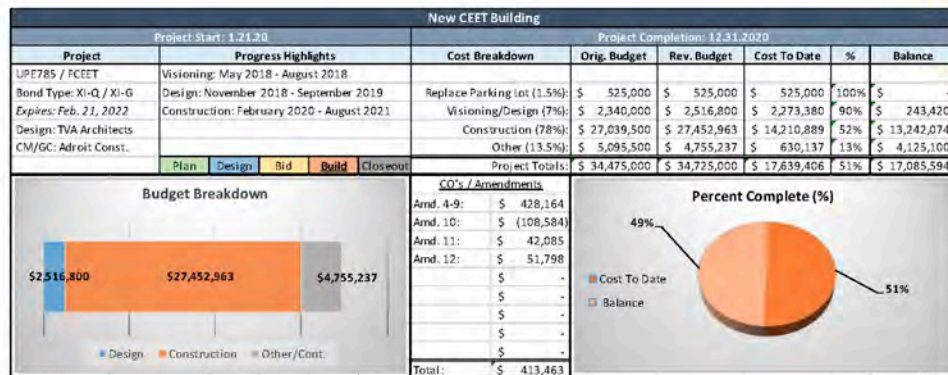 New CEET Building
Project Start: 1.21.20 Project Completion: 12.31.2020
Project Progress Highlights Cost Breakdown Orig. Budget Rev. Budget Cost To Date % Balance
UPE785 / FCEET Visioning: May 2018 - August 2018
Bond Type: XI-Q / XI-G Design: November 2018 - September 2019 Replace Parking Lot (1.5%): $ 525,000 $ 525,000 $ 525,000 100% $ -
Expires: Feb. 21, 2022 Construction: February 2020 - August 2021 Visioning/Design (7%): $ 2,340,000 $ 2,516,800 $ 2,273,380 90% $ 243,420
Design: TVA Architects Construction (78%): $ 27,039,500 $ 27,452,963 $ 14,210,889 52% $ 13,242,074
CM/GC: Adroit Const. Other (13.5%): $ 5,095,500 $ 4,755,237 $ 630,137 13% $ 4,125,100
Plan Design Bid Build Closeout Project Totals: $ 34,475,000 $ 34,725,000 $ 17,639,406 51% $ 17,085,594
Budget Breakdown
$2,516,800 $27,452,963 $4,755,237
Design Construction Other/Cont.
CO's / Amendments
Amd. 4-9: $ 428,164
Amd. 10: $ (108,584)
Amd. 11: $ 42,085
Amd. 12: $ 51,798
$ -
$ -
$ -
$ -
$ -
Total: $ 413,463
Percent Complete (%)
49%
Cost To Date
Balance
51%